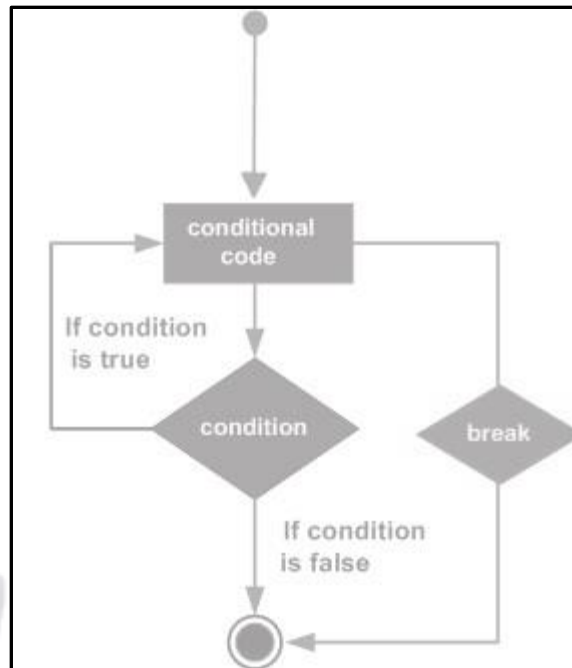 conditional
code
If condition
is true
condition
break
If condition
is false